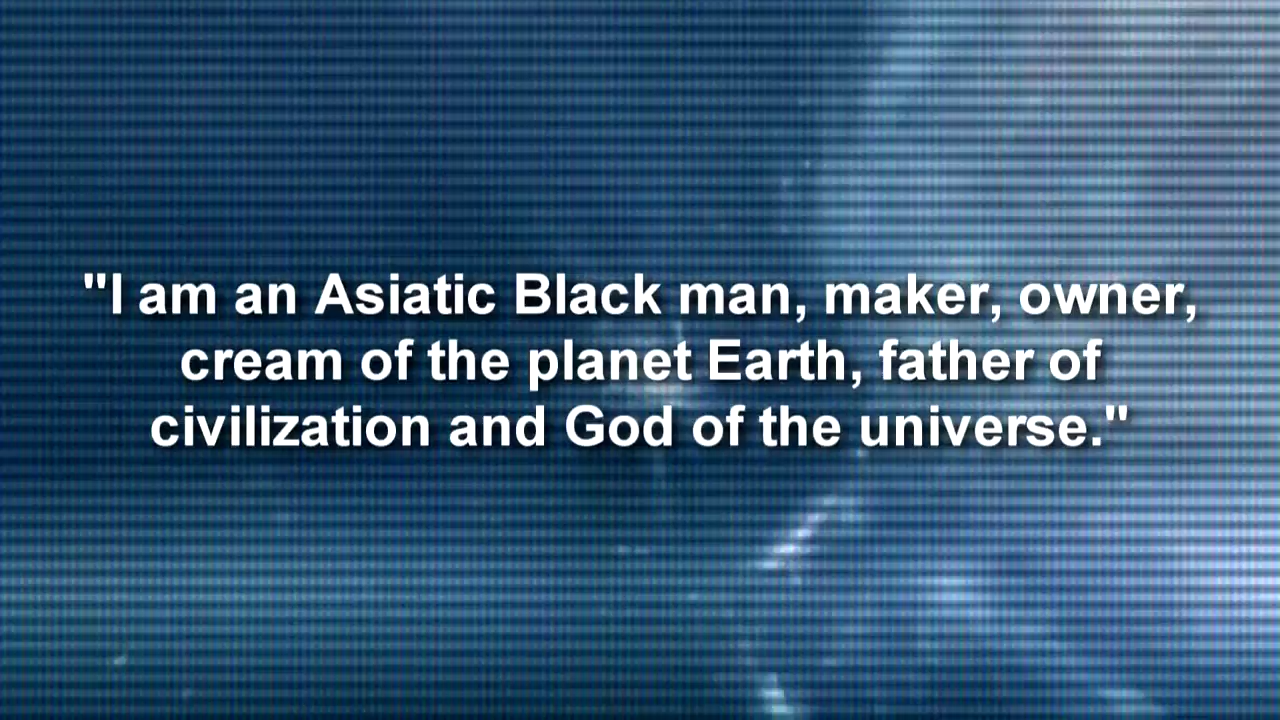 "I am an Asiatic Black man, maker, owner,
cream of the planet Earth, father of
civilization and God of the universe."